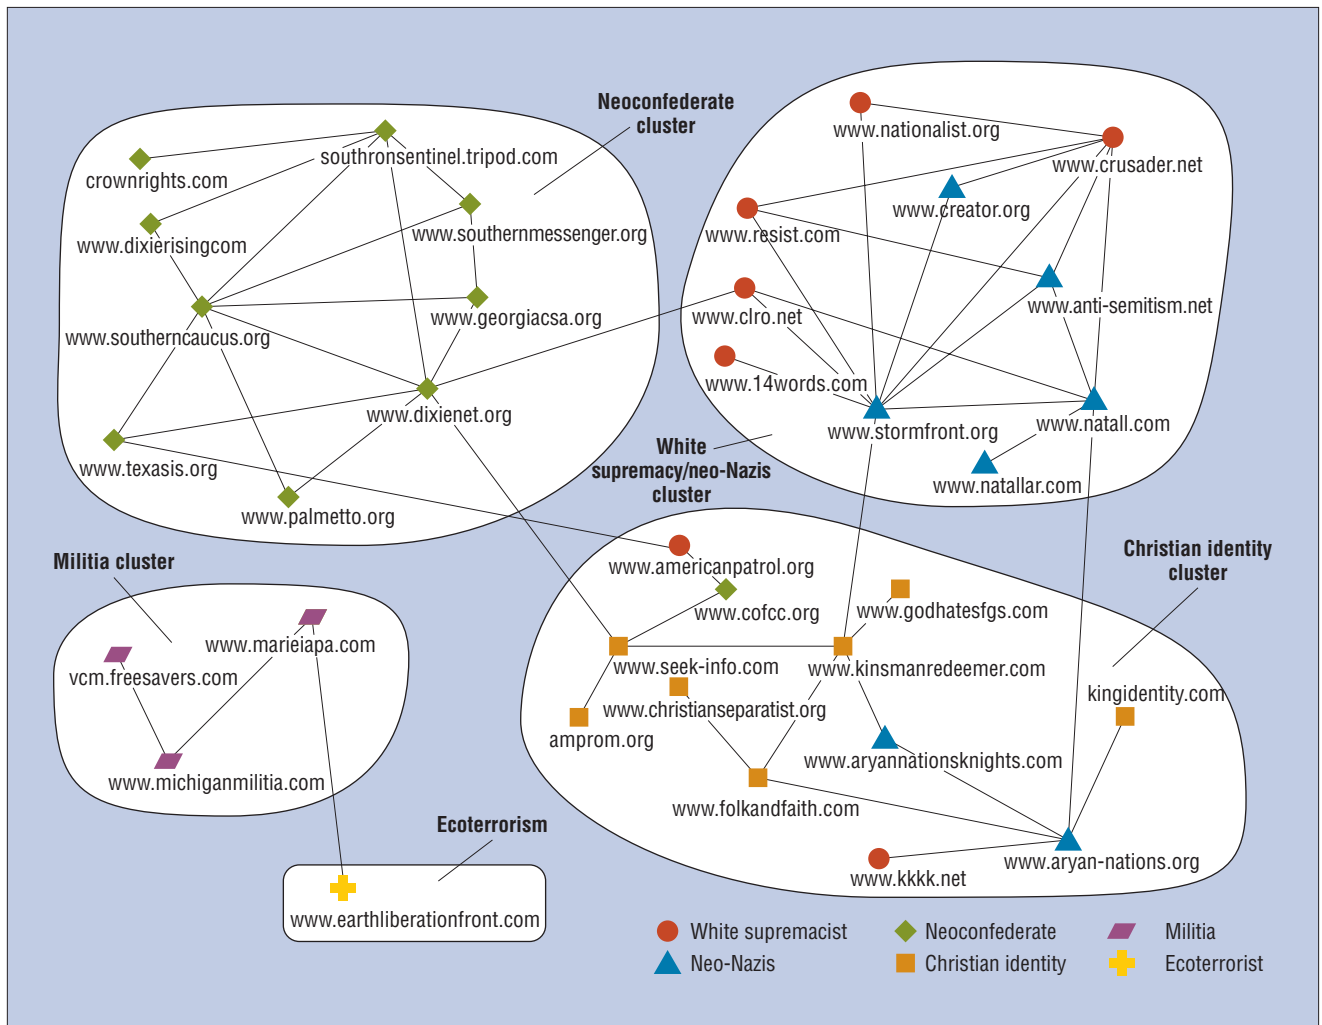 Neoconfederate
cluster
southronsentinel.tripod.com
crownrights.com
www.dixierisingcom
www.southernmessenger.org
www.georgiacsa.org
www.southerncaucus.org
www.dixienet.org
www.texasis.org
www.palmetto.org
www.nationalist.org
www.crusader.net
www.creator.org
www.resist.com
www.anti-semitism.net
www.clro.net
www.14words.com
www.stormfront.org
www.natall.com
www.natallar.com
White
supremacy/neo-Nazis
cluster
Militia cluster
www.marieiapa.com
vcm.freesavers.com
www.michiganmilitia.com
Christian identity
cluster
www.americanpatrol.org
www.cofcc.org
www.godhatesfgs.com
www.seek-info.com
www.kinsmanredeemer.com
kingidentity.com
www.christianseparatist.org
amprom.org
www.aryannationsknights.com
www.folkandfaith.com
www.aryan-nations.org
www.kkkk.net
Ecoterrorism
www.earthliberationfront.com
White supremacist
Neoconfederate
Militia
Neo-Nazis
Christian identity
Ecoterrorist